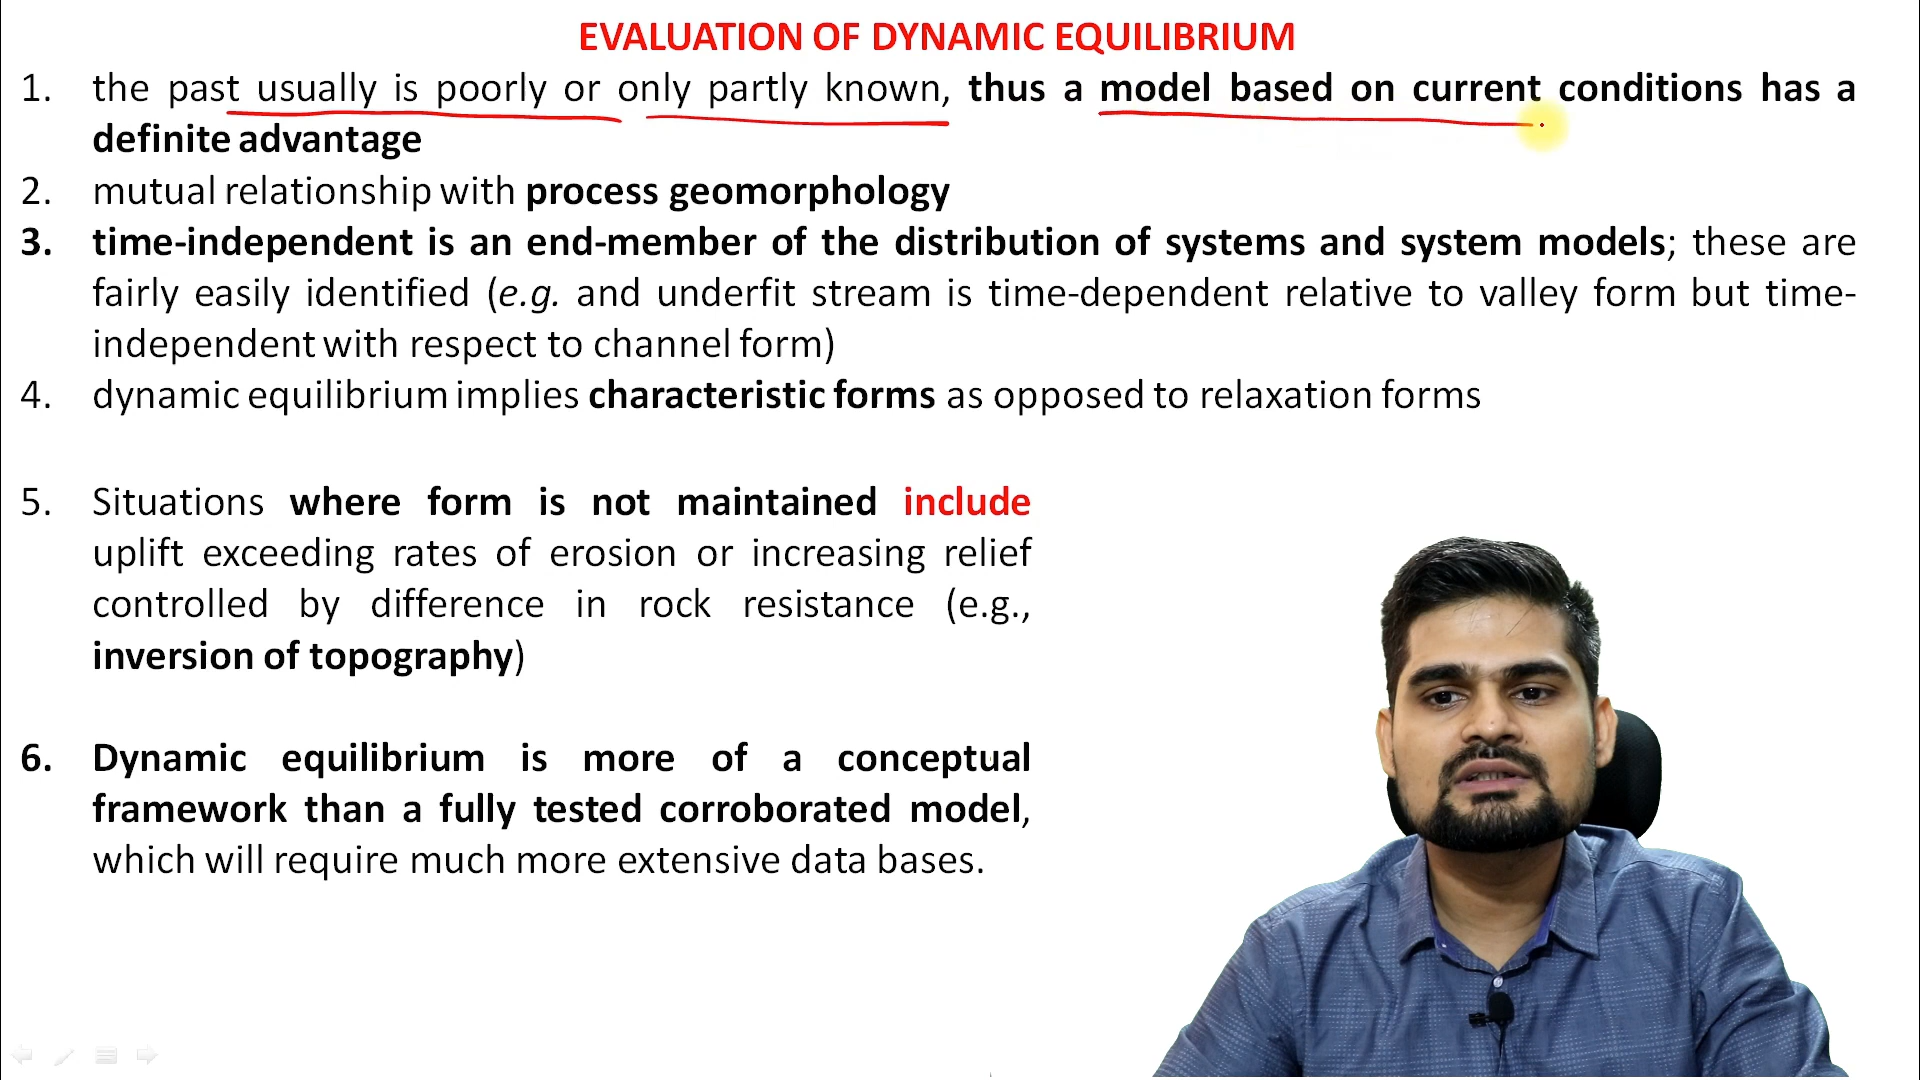 EVALUATION OF DYNAMIC EQUILIBRIUM
1. the past usually is poorly or only partly known, thus a model based on current conditions has a
definite advantage
2. mutual relationship with process geomorphology
3. time-independent is an end-member of the distribution of systems and system models; these are
fairly easily identified (e.g. and underfit stream is time-dependent relative to valley form but time-
independent with respect to channel form)
4. dynamic equilibrium implies characteristic forms as opposed to relaxation forms
5. Situations where form is not maintained include
uplift exceeding rates of erosion or increasing relief
controlled by difference in rock resistance (e.g.,
inversion of topography)
6. Dynamic equilibrium is more of a conceptual
framework than a fully tested corroborated model,
which will require much more extensive data bases.